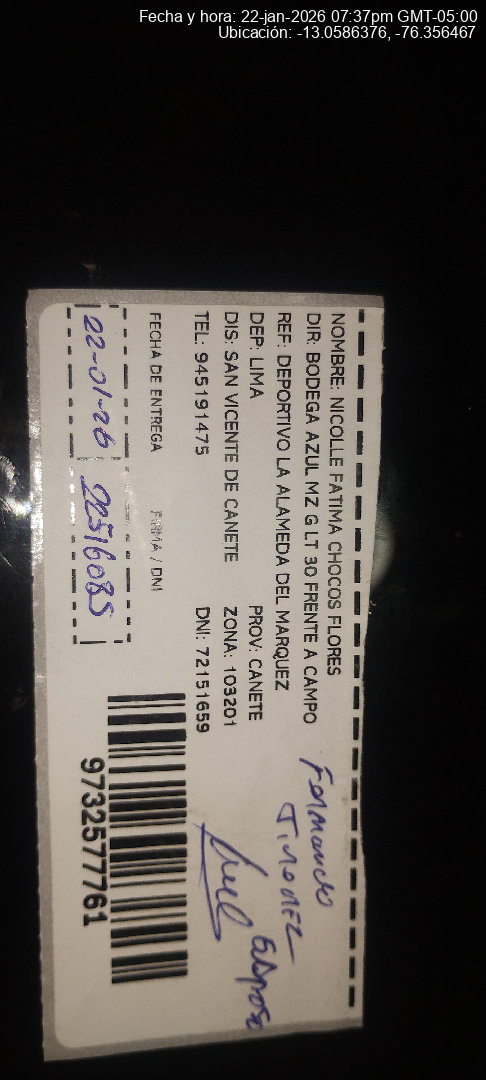 Fecha y hora: 22-jan-2026 07:37pm GMT-05:00
Ubicación: -13.0586376, -76.356467
NOMBRE: NICOLLE FATIMA CHOCOS FLORES
DIR: BODEGA AZUL MZ G LT 30 FRENTE A CAMPO
REF: DEPORTIVO LA ALAMEDA DEL MARQUEZ
DEP: LIMA PROV: CANETE
DIS: SAN VICENTE DE CANETE ZONA: 103201
TEL: 945191475 DNI: 72151659
Fernando
Esposo
FECHA DE ENTREGA FIRMA / DNI
22-01-26 22516085
9732577761